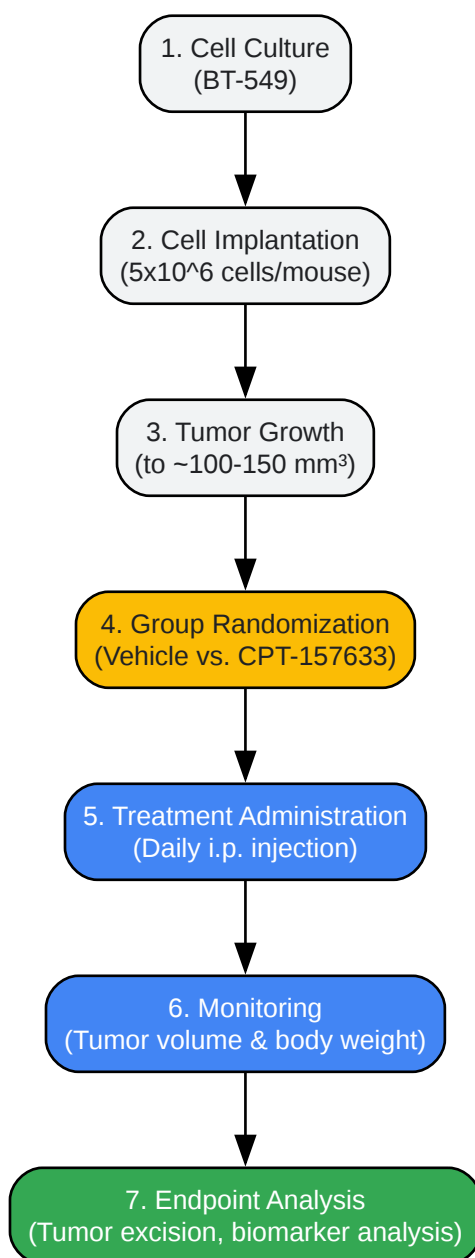 1. Cell Culture
(BT-549)
2. Cell Implantation
(5x10^6 cells/mouse)
3. Tumor Growth
(to ~100-150 mm³)
4. Group Randomization
(Vehicle vs. CPT-157633)
5. Treatment Administration
(Daily i.p. injection)
6. Monitoring
(Tumor volume & body weight)
7. Endpoint Analysis
(Tumor excision, biomarker analysis)